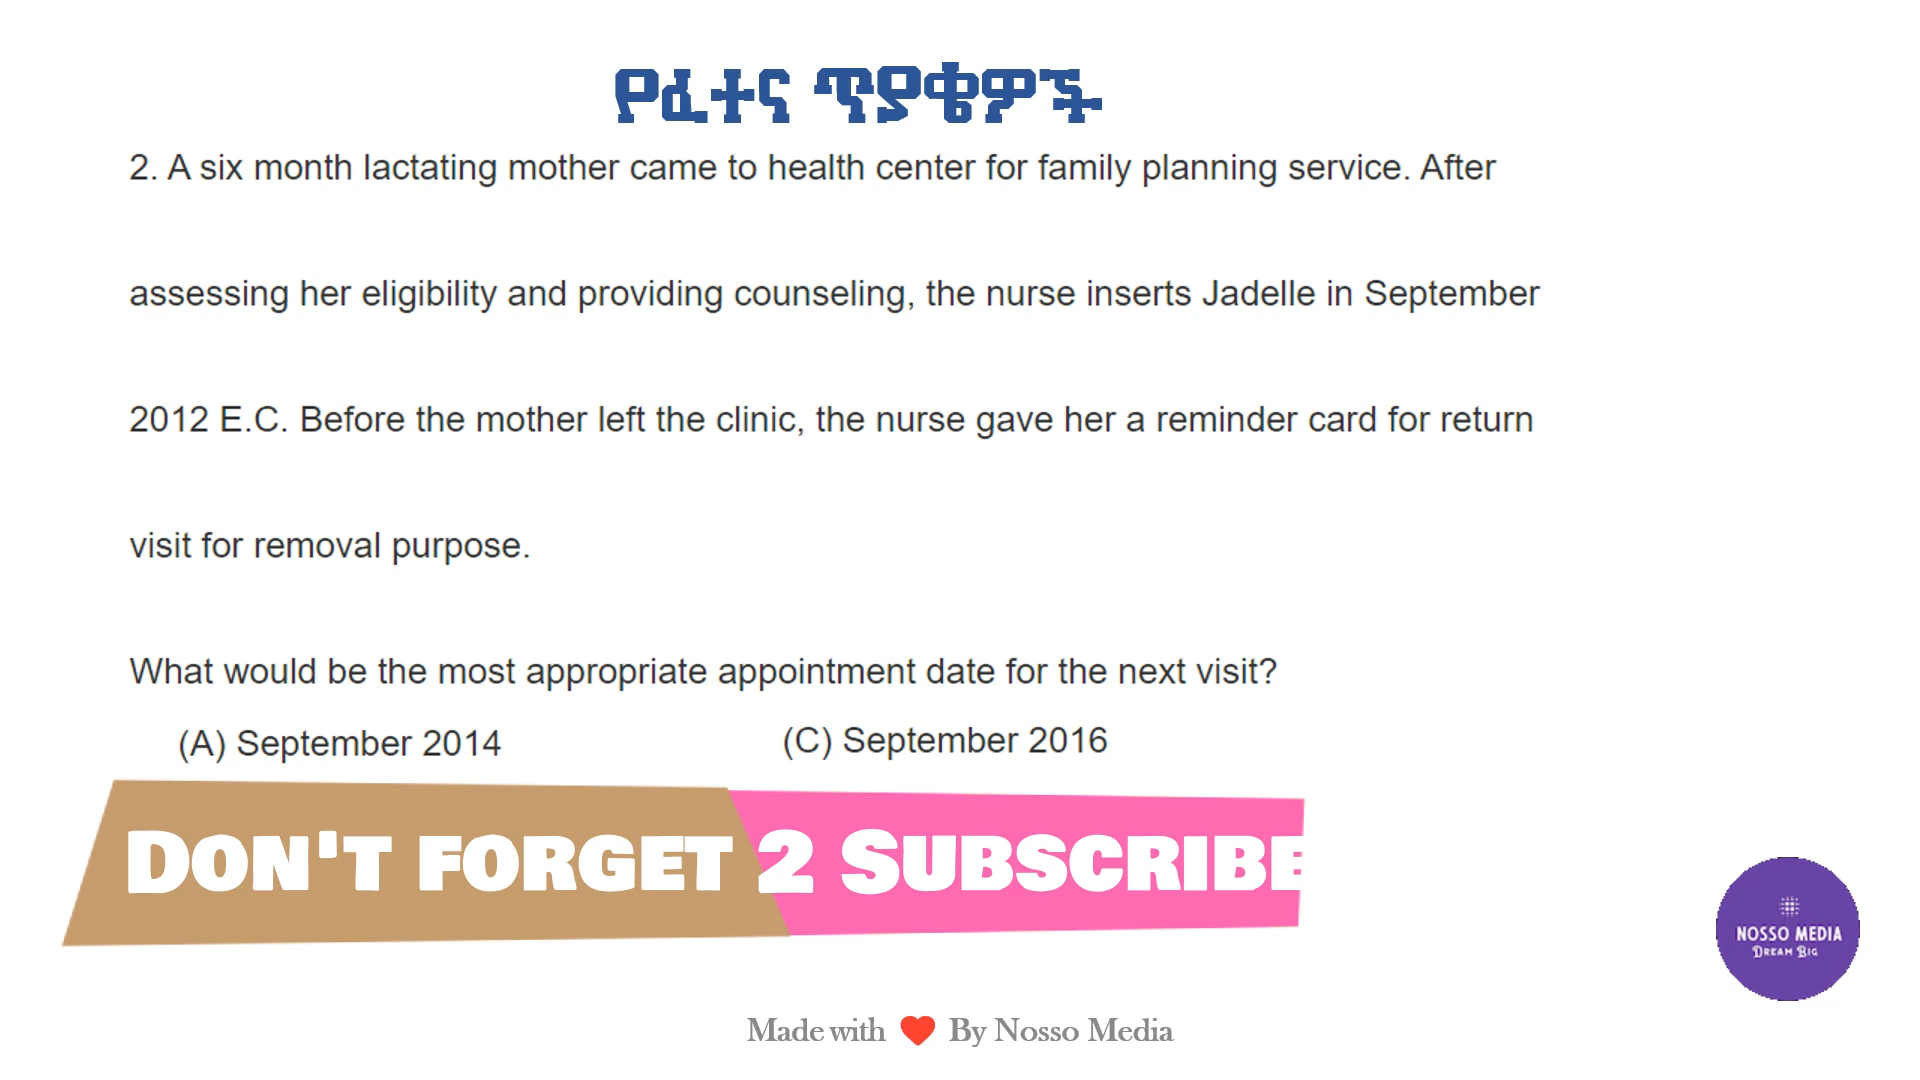 የፈተና ጥያቄዎች
2. A six month lactating mother came to health center for family planning service. After
assessing her eligibility and providing counseling, the nurse inserts Jadelle in September
2012 E.C. Before the mother left the clinic, the nurse gave her a reminder card for return
visit for removal purpose.
What would be the most appropriate appointment date for the next visit?
(A) September 2014
(C) September 2016
DON'T FORGET 2 SUBSCRIBE
NOSSO MEDIA
DREAM BIG
Made with ❤ By Nosso Media